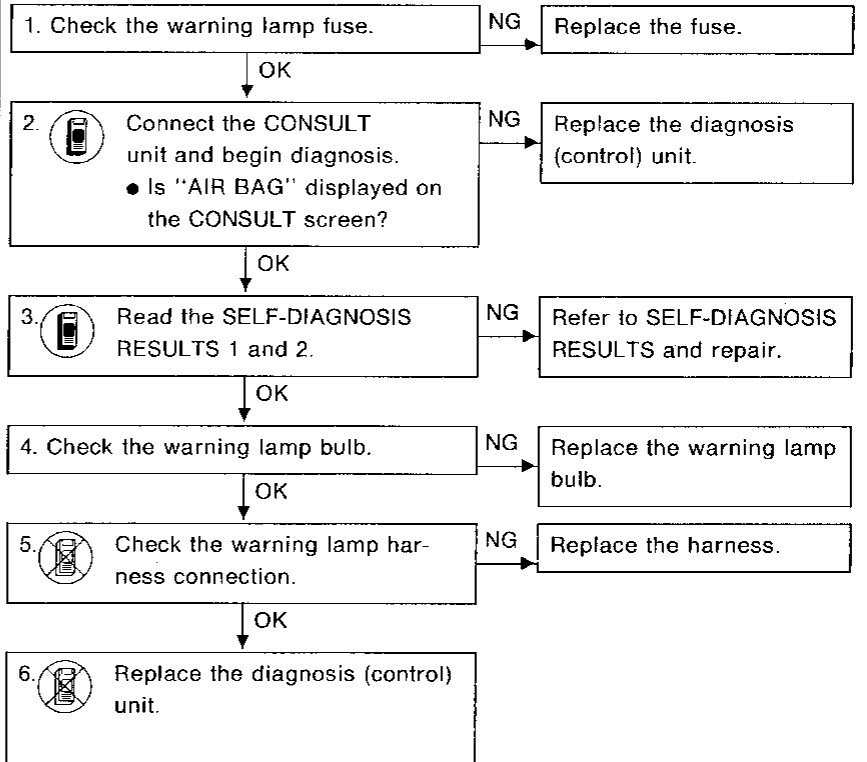 1. Check the warning lamp fuse.
NG
Replace the fuse.
OK
2.
Connect the CONSULT
unit and begin diagnosis.
● Is "AIR BAG" displayed on
the CONSULT screen?
NG
Replace the diagnosis
(control) unit.
OK
3.
Read the SELF-DIAGNOSIS
RESULTS 1 and 2.
NG
Refer to SELF-DIAGNOSIS
RESULTS and repair.
OK
4. Check the warning lamp bulb.
NG
Replace the warning lamp
bulb.
OK
5.
Check the warning lamp har-
ness connection.
NG
Replace the harness.
OK
6.
Replace the diagnosis (control)
unit.